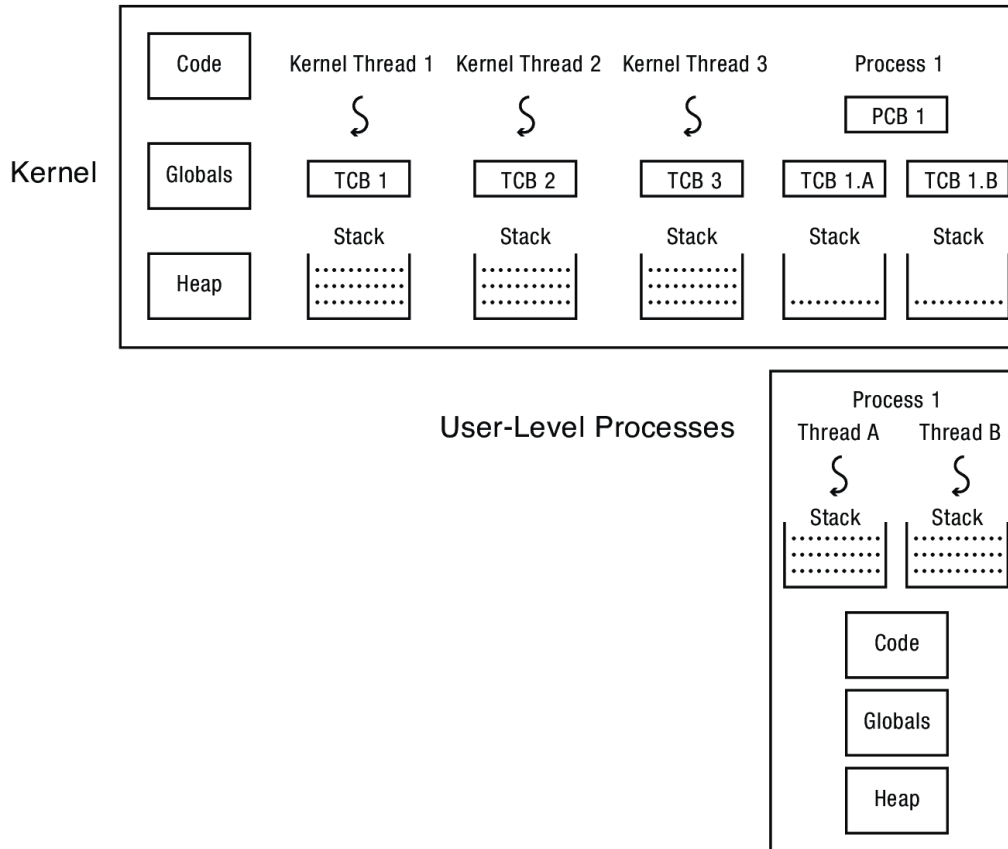 Kernel
Code
Globals
Heap
Kernel Thread 1
TCB 1
Stack
Kernel Thread 2
TCB 2
Stack
Kernel Thread 3
TCB 3
Stack
Process 1
PCB 1
TCB 1.A
Stack
TCB 1.B
Stack
User-Level Processes
Process 1
Thread A
Stack
Thread B
Stack
Code
Globals
Heap